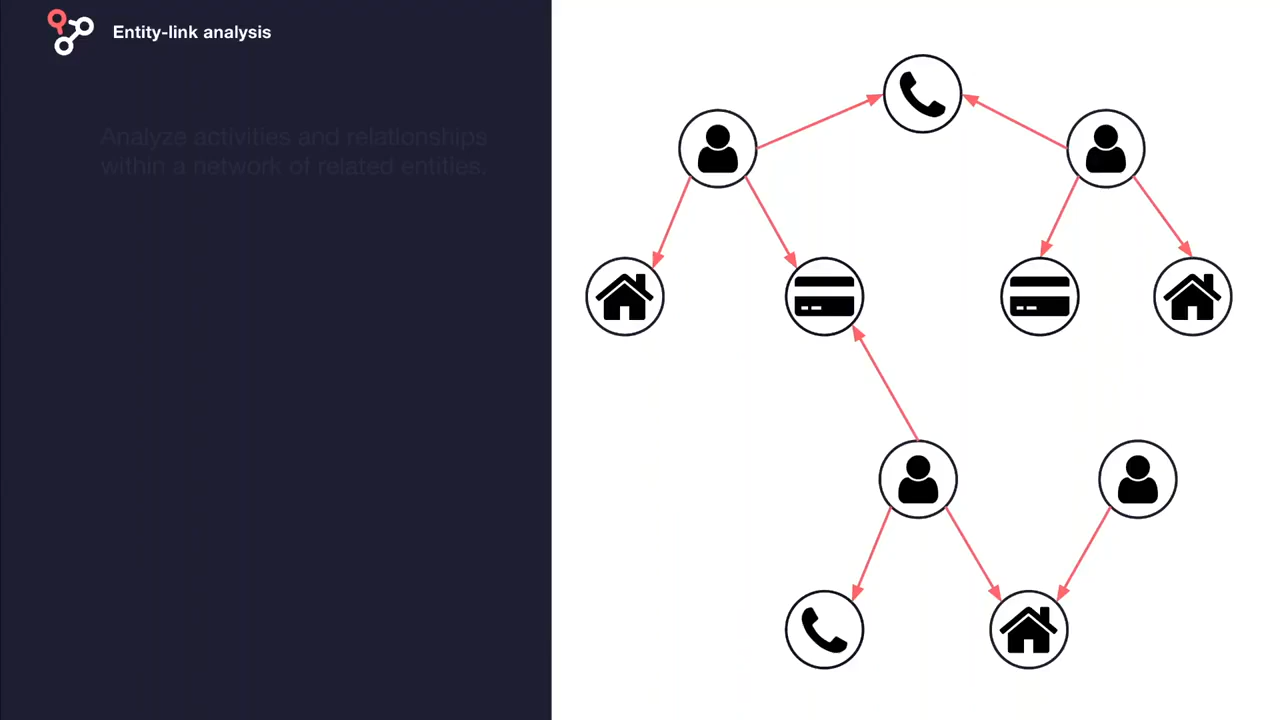 Entity-link analysis
Analyze activities and relationships
within a network of related entities.